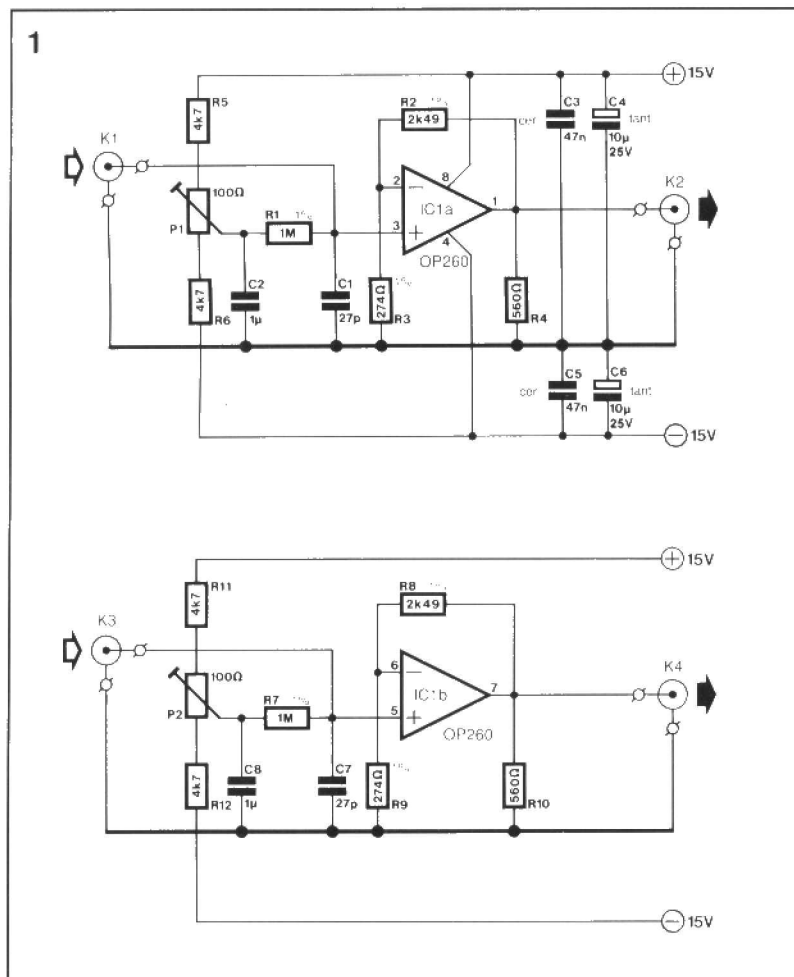 1
15V
R5
4k7
R2
2k49
C3
C4
cer
tant
47n
10µ
25V
K1
100Ω
P1
R1
1%
1M
2
8
IC1a
1
3
4
OP260
K2
4k7
R6
C2
1µ
C1
27p
274Ω
1%
R3
560Ω
R4
C5
C6
cer
tant
47n
10µ
25V
15V
15V
R11
4k7
R8
2k49
K3
100Ω
P2
R7
1M
6
IC1b
7
5
OP260
K4
4k7
R12
C8
1µ
C7
27p
274Ω
R9
560Ω
R10
15V